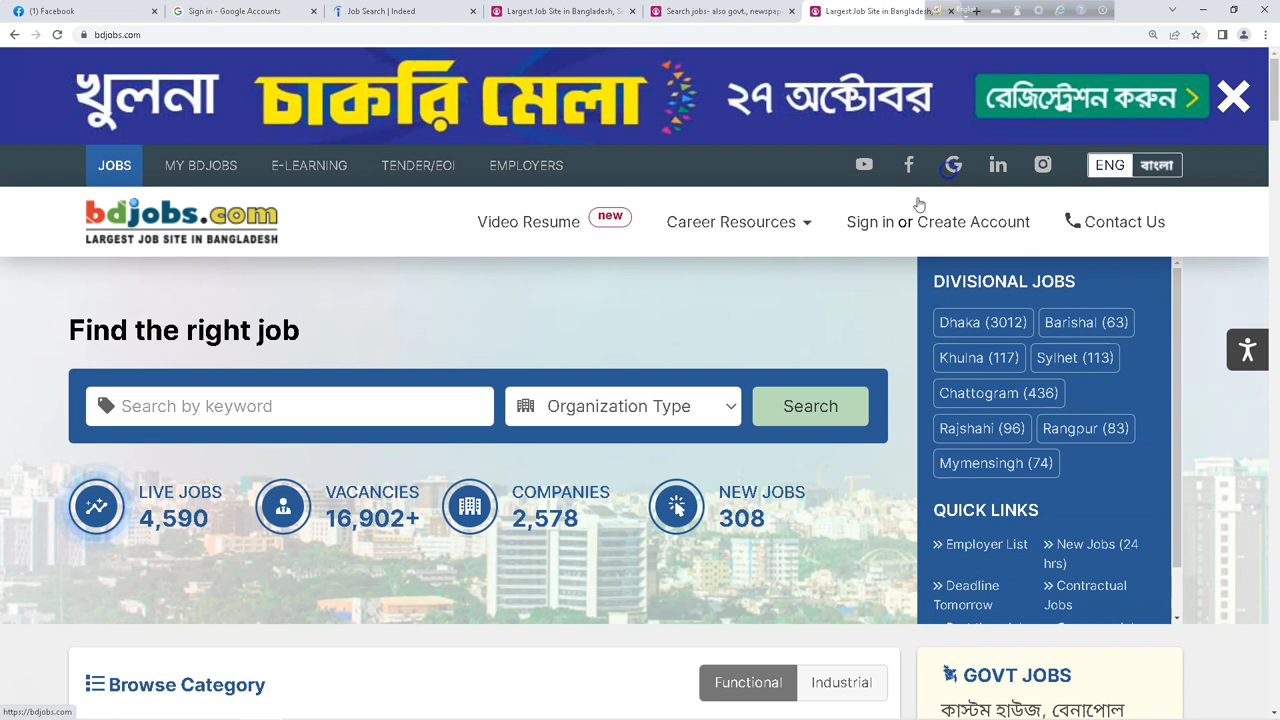 (1) Facebook
Sign in - Google Accounts
Job Search | Indeed
Largest Job Site in Bangladesh, Se
Search jobs- also govt., newspap
Largest Job Site in Bangladesh,
bdjobs.com
খুলনা চাকরি মেলা ২৭ অক্টোবর রেজিস্ট্রেশন করুন
JOBS MY BDJOBS E-LEARNING TENDER/EOI EMPLOYERS ENG বাংলা
bdjobs.com
LARGEST JOB SITE IN BANGLADESH
Video Resume new Career Resources Sign in or Create Account Contact Us
Find the right job
Search by keyword Organization Type Search
LIVE JOBS
4,590
VACANCIES
16,902+
COMPANIES
2,578
NEW JOBS
308
DIVISIONAL JOBS
Dhaka (3012) Barishal (63)
Khulna (117) Sylhet (113)
Chattogram (436)
Rajshahi (96) Rangpur (83)
Mymensingh (74)
QUICK LINKS
Employer List
New Jobs (24
hrs)
Deadline
Tomorrow
Contractual
Jobs
Browse Category
Functional Industrial
GOVT JOBS
কাস্টম হাউজ, বেনাপোল
https://bdjobs.com